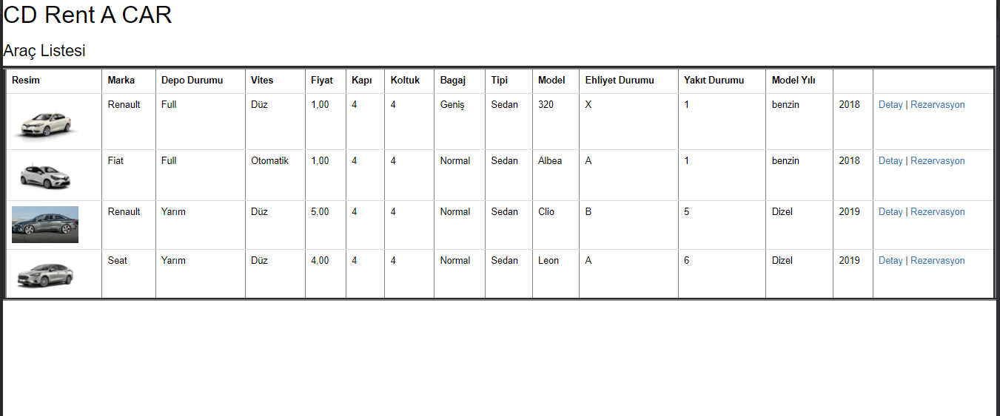 CD Rent A CAR
Araç Listesi
Resim Marka Depo Durumu Vites Fiyat Kapı Koltuk Bagaj Tipi Model Ehliyet Durumu Yakıt Durumu Model Yılı
Renault Full Düz 1,00 4 4 Geniş Sedan 320 X 1 benzin 2018 Detay | Rezervasyon
Fiat Full Otomatik 1,00 4 4 Normal Sedan Albea A 1 benzin 2018 Detay | Rezervasyon
Renault Yarım Düz 5,00 4 4 Normal Sedan Clio B 5 Dizel 2019 Detay | Rezervasyon
Seat Yarım Düz 4,00 4 4 Normal Sedan Leon A 6 Dizel 2019 Detay | Rezervasyon